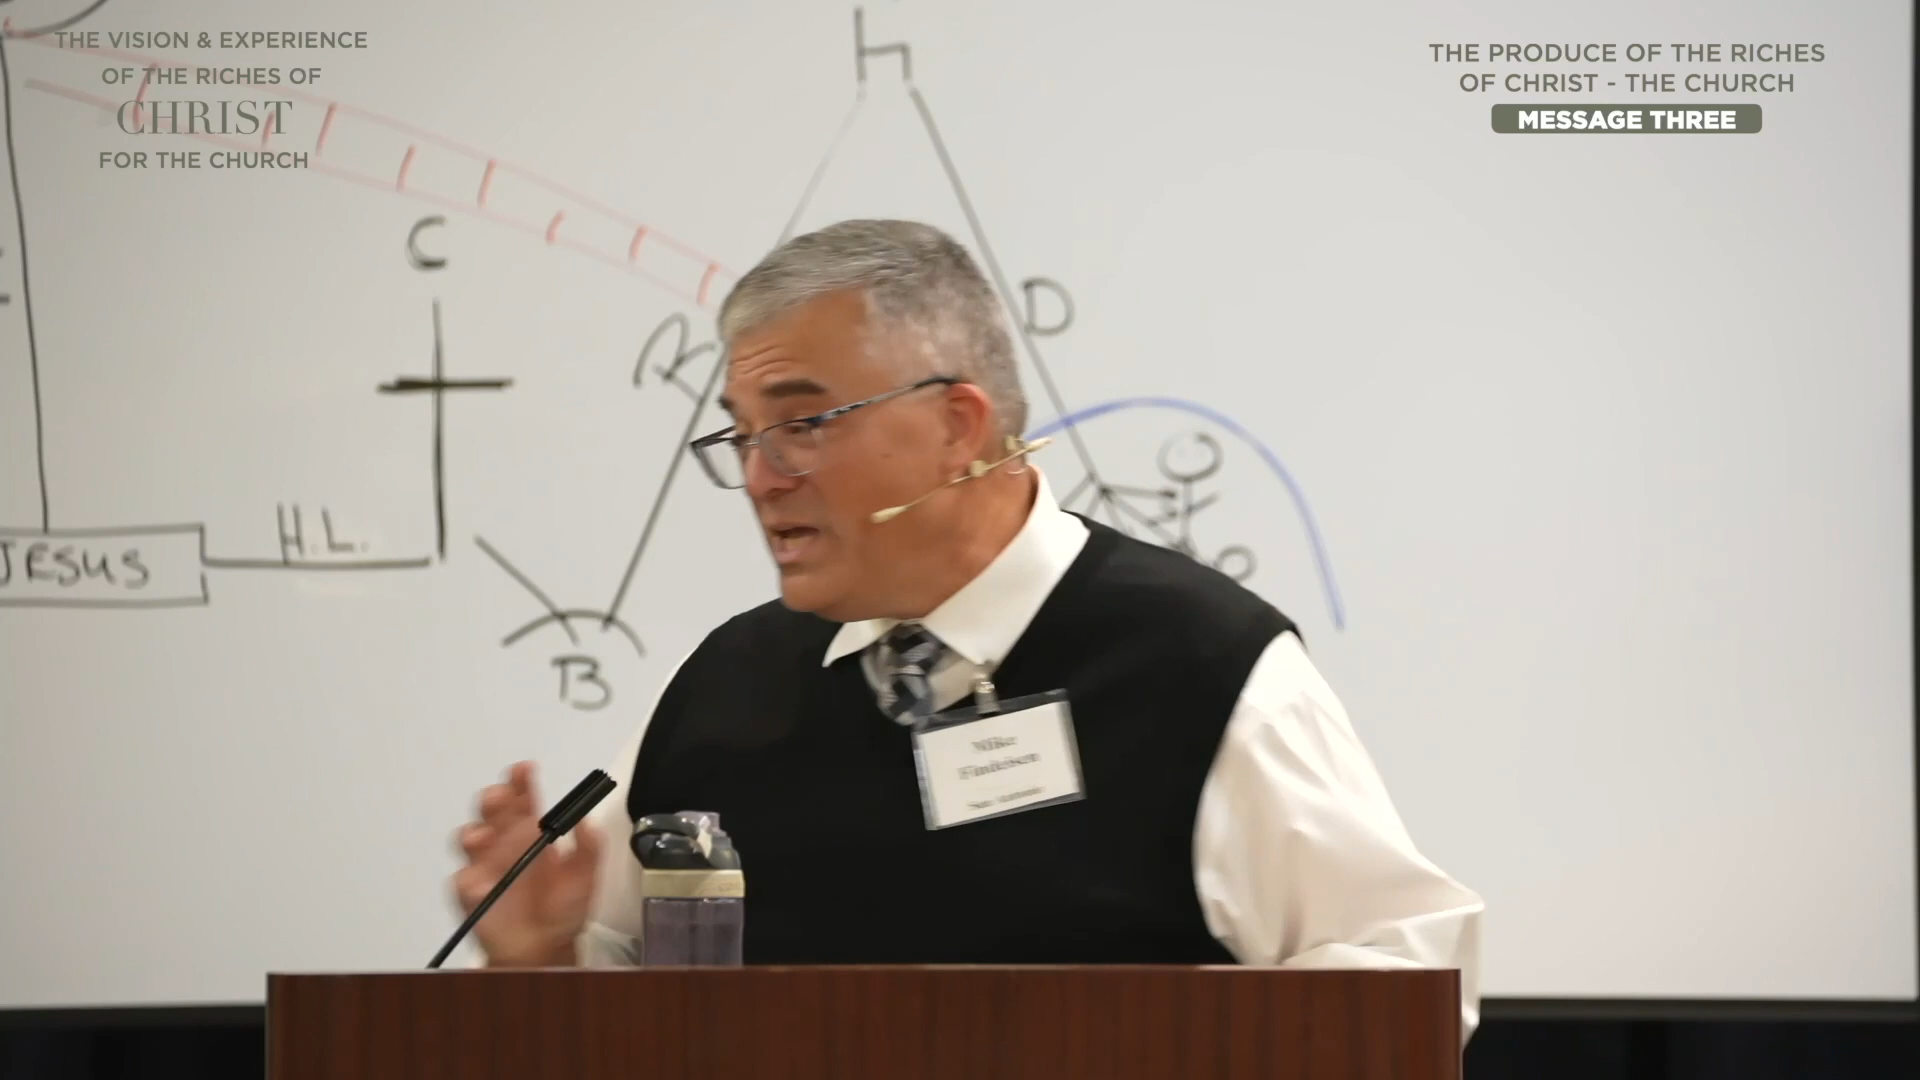 THE VISION & EXPERIENCE
OF THE RICHES OF
CHRIST
FOR THE CHURCH
THE PRODUCE OF THE RICHES
OF CHRIST - THE CHURCH
MESSAGE THREE
C
R
D
H.L.
JESUS
B
Mike